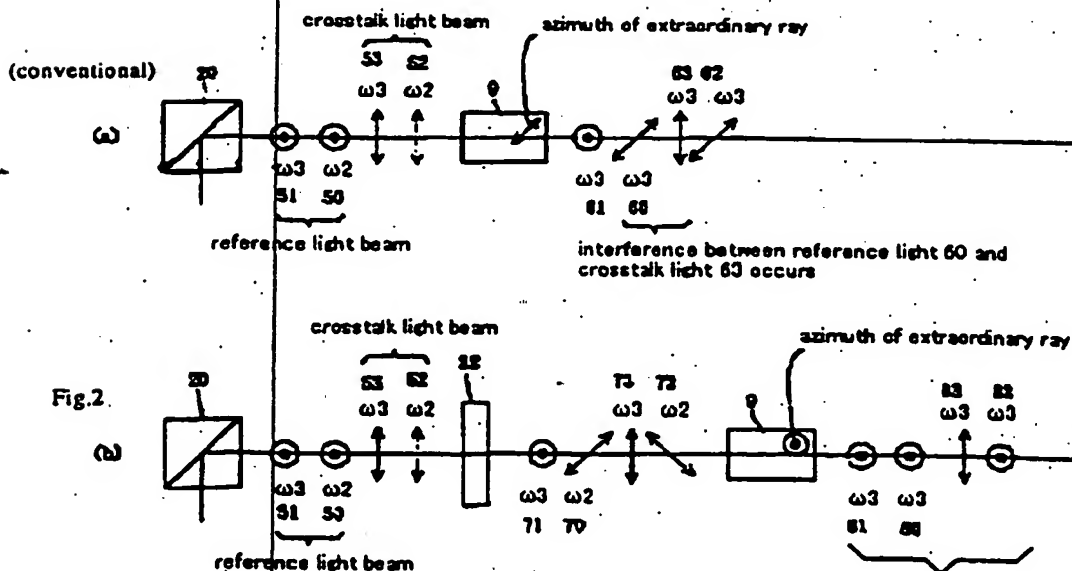 crosstalk light beam
azimuth of extraordinary ray
(conventional)
20
53 52
ω3 ω2
9
63 62
ω3 ω3
(a)
ω3 ω2
51 50
reference light beam
ω3 ω3
61 60
interference between reference light 60 and
crosstalk light 63 occurs
crosstalk light beam
azimuth of extraordinary ray
Fig.2
20
53 52
ω3 ω2
22
73 72
ω3 ω2
9
83 82
ω3 ω3
(b)
ω3 ω2
51 50
reference light beam
ω3 ω2
71 70
ω3 ω3